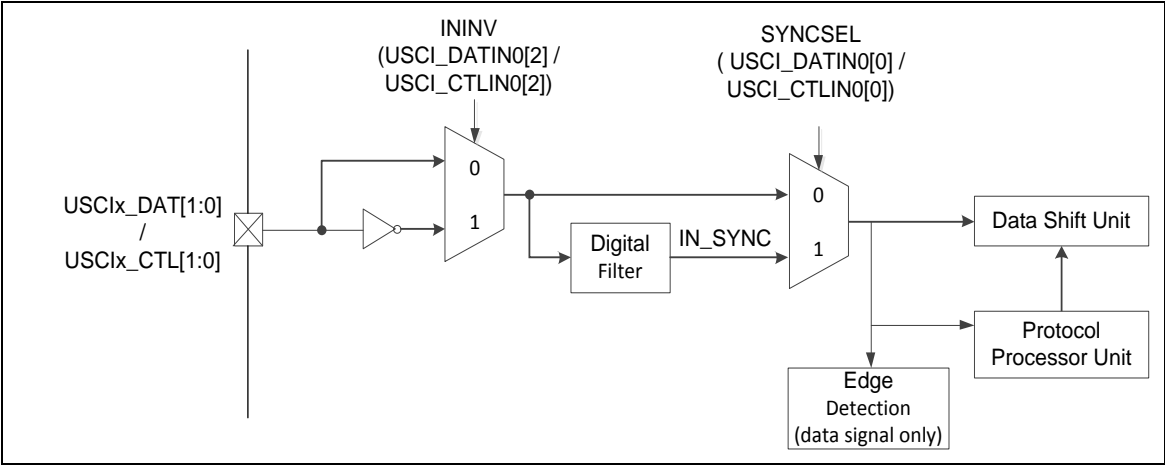 ININV
(USCI_DATIN0[2] /
USCI_CTLIN0[2])
SYNCSEL
( USCI_DATIN0[0] /
USCI_CTLIN0[0])
0
1
USCIx_DAT[1:0]
/
USCIx_CTL[1:0]
Digital
Filter
IN_SYNC
0
1
Data Shift Unit
Protocol
Processor Unit
Edge
Detection
(data signal only)